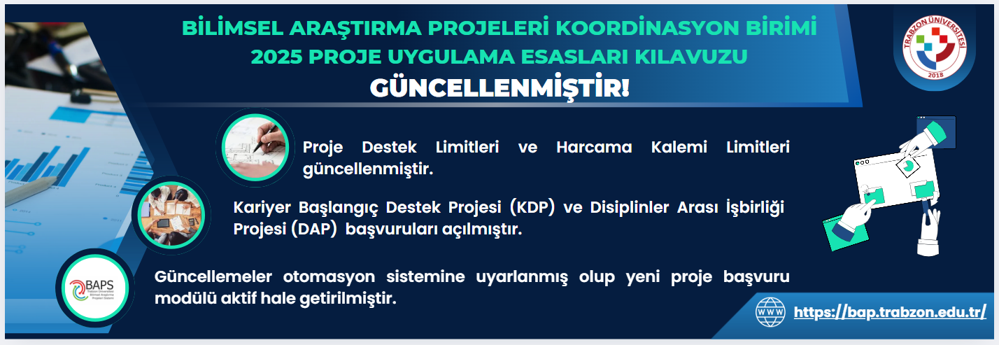 BİLİMSEL ARAŞTIRMA PROJELERİ KOORDİNASYON BİRİMİ
2025 PROJE UYGULAMA ESASLARI KILAVUZU
GÜNCELLENMİŞTİR!
TRABZON ÜNİVERSİTESİ
2018
Proje Destek Limitleri ve Harcama Kalemi Limitleri
güncellenmiştir.
Kariyer Başlangıç Destek Projesi (KDP) ve Disiplinler Arası İşbirliği
Projesi (DAP) başvuruları açılmıştır.
BAPS
Trabzon Üniversitesi
Bilimsel Araştırma
Projeleri Sistemi
Güncellemeler otomasyon sistemine uyarlanmış olup yeni proje başvuru
modülü aktif hale getirilmiştir.
WWW
https://bap.trabzon.edu.tr/